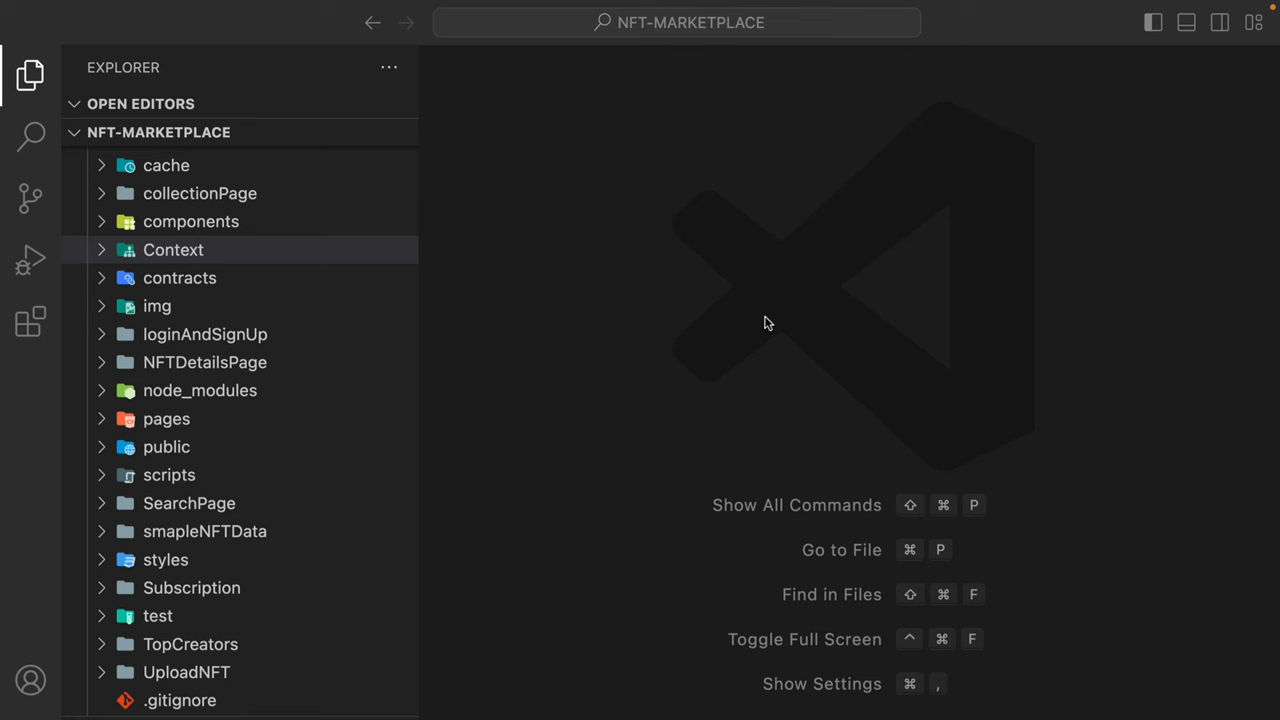 NFT-MARKETPLACE
EXPLORER
OPEN EDITORS
NFT-MARKETPLACE
cache
collectionPage
components
Context
contracts
img
loginAndSignUp
NFTDetailsPage
node_modules
pages
public
scripts
SearchPage
smapleNFTData
styles
Subscription
test
TopCreators
UploadNFT
.gitignore
Show All Commands ⇧ ⌘ P
Go to File ⌘ P
Find in Files ⇧ ⌘ F
Toggle Full Screen ^ ⌘ F
Show Settings ⌘ ,